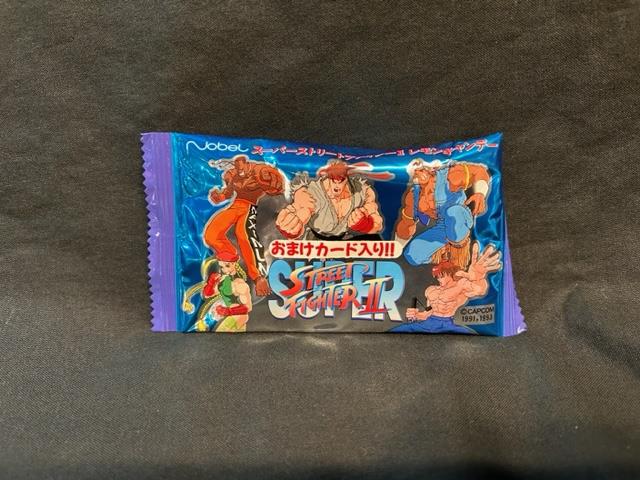 Nobel
スーパーストリートファイターII レモンキャンデー
おまけカード入り!!
SUPER
STREET
FIGHTER II
©CAPCOM
1991,1993